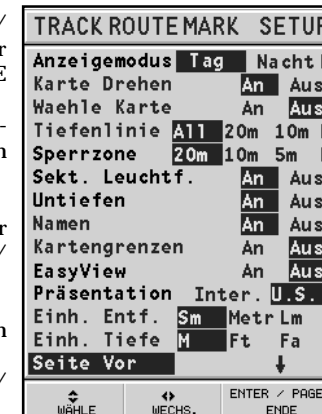 TRACK ROUTE MARK SETUP
Anzeigemodus Tag Nacht
Karte Drehen An Aus
Waehle Karte An Aus
Tiefenlinie All 20m 10m
Sperrzone 20m 10m 5m
Sekt. Leuchtf. An Aus
Untiefen An Aus
Namen An Aus
Kartengrenzen An Aus
EasyView An Aus
Präsentation Inter. U.S.
Einh. Entf. Sm Metr Lm
Einh. Tiefe M Ft Fa
Seite Vor ↓
WÄHLE WECHS. ENTER / PAGE
ENDE